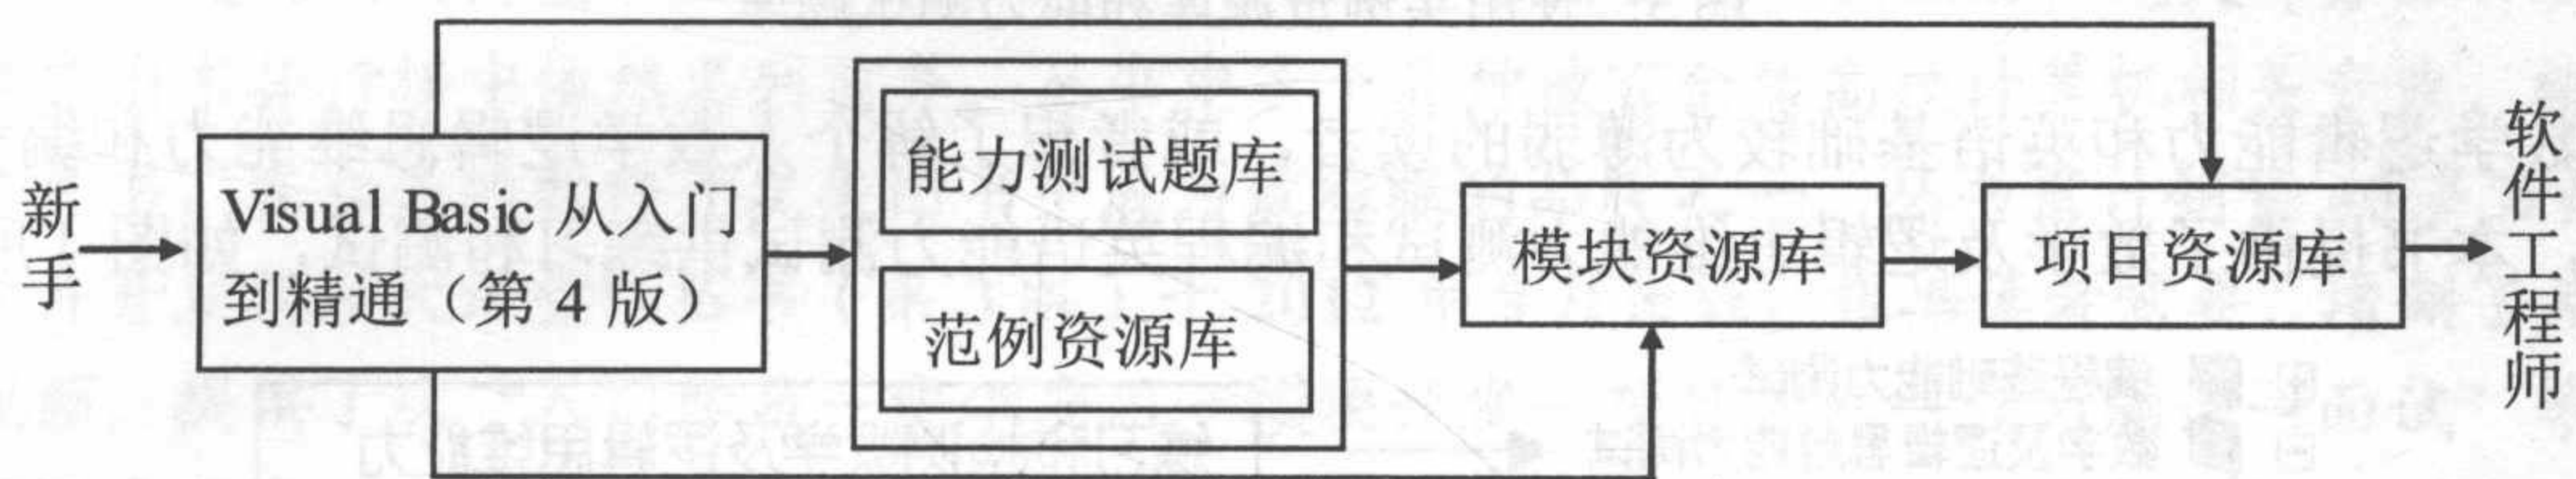 新手
Visual Basic 从入门
到精通（第 4 版）
能力测试题库
范例资源库
模块资源库
项目资源库
软件工程师